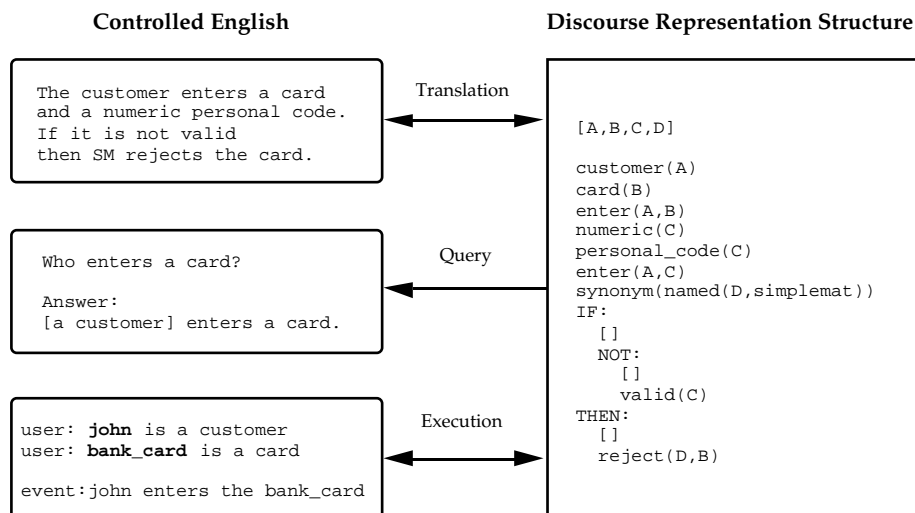 Controlled English
Discourse Representation Structure
The customer enters a card
and a numeric personal code.
If it is not valid
then SM rejects the card.
Translation
Who enters a card?
Answer:
[a customer] enters a card.
Query
user: john is a customer
user: bank_card is a card
event:john enters the bank_card
Execution
[A,B,C,D]
customer(A)
card(B)
enter(A,B)
numeric(C)
personal_code(C)
enter(A,C)
synonym(named(D,simplemat))
IF:
[]
NOT:
[]
valid(C)
THEN:
[]
reject(D,B)